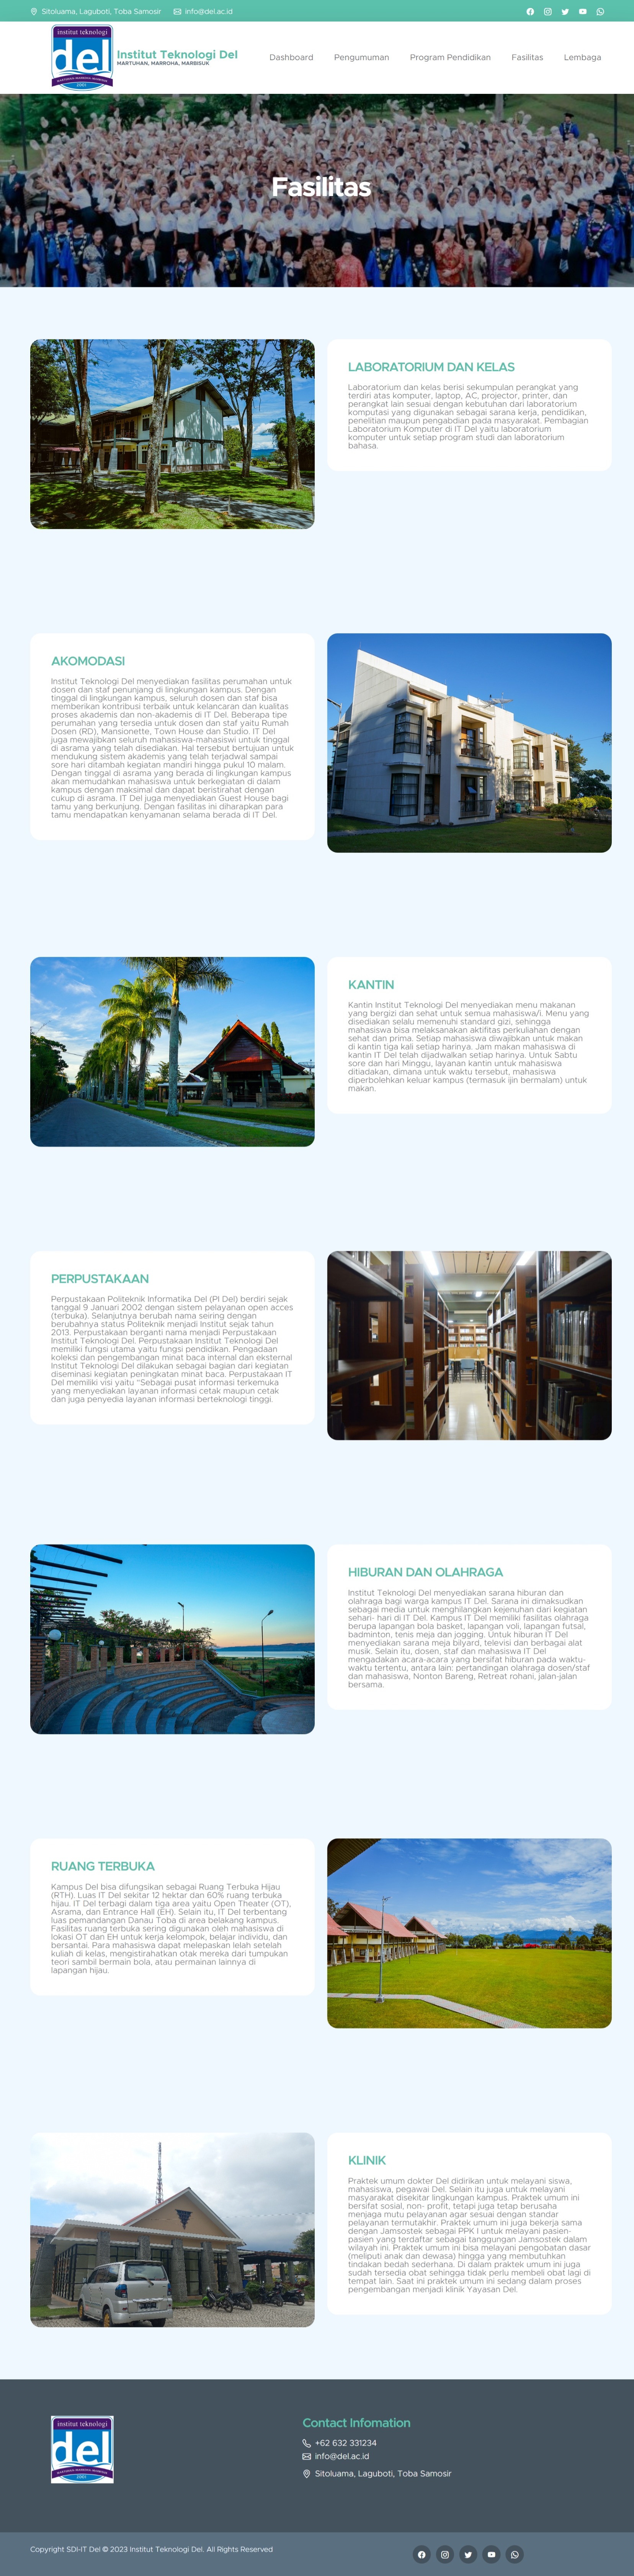 Sitoluama, Laguboti, Toba Samosir info@del.ac.id
institut teknologi
del
MARTUHAN-MARROHA-MARBISUK
2001
Institut Teknologi Del
MARTUHAN, MARROHA, MARBISUK
Dashboard Pengumuman Program Pendidikan Fasilitas Lembaga
Fasilitas
LABORATORIUM DAN KELAS
Laboratorium dan kelas berisi sekumpulan perangkat yang
terdiri atas komputer, laptop, AC, projector, printer, dan
perangkat lain sesuai dengan kebutuhan dari laboratorium
komputasi yang digunakan sebagai sarana kerja, pendidikan,
penelitian maupun pengabdian pada masyarakat. Pembagian
Laboratorium Komputer di IT Del yaitu laboratorium
komputer untuk setiap program studi dan laboratorium
bahasa.
AKOMODASI
Institut Teknologi Del menyediakan fasilitas perumahan untuk
dosen dan staf penunjang di lingkungan kampus. Dengan
tinggal di lingkungan kampus, seluruh dosen dan staf bisa
memberikan kontribusi terbaik untuk kelancaran dan kualitas
proses akademis dan non-akademis di IT Del. Beberapa tipe
perumahan yang tersedia untuk dosen dan staf yaitu Rumah
Dosen (RD), Mansionette, Town House dan Studio. IT Del
juga mewajibkan seluruh mahasiswa-mahasiswi untuk tinggal
di asrama yang telah disediakan. Hal tersebut bertujuan untuk
mendukung sistem akademis yang telah terjadwal sampai
sore hari ditambah kegiatan mandiri hingga pukul 10 malam.
Dengan tinggal di asrama yang berada di lingkungan kampus
akan memudahkan mahasiswa untuk berkegiatan di dalam
kampus dengan maksimal dan dapat beristirahat dengan
cukup di asrama. IT Del juga menyediakan Guest House bagi
tamu yang berkunjung. Dengan fasilitas ini diharapkan para
tamu mendapatkan kenyamanan selama berada di IT Del.
KANTIN
Kantin Institut Teknologi Del menyediakan menu makanan
yang bergizi dan sehat untuk semua mahasiswa/i. Menu yang
disediakan selalu memenuhi standard gizi, sehingga
mahasiswa bisa melaksanakan aktifitas perkuliahan dengan
sehat dan prima. Setiap mahasiswa diwajibkan untuk makan
di kantin tiga kali setiap harinya. Jam makan mahasiswa di
kantin IT Del telah dijadwalkan setiap harinya. Untuk Sabtu
sore dan hari Minggu, layanan kantin untuk mahasiswa
ditiadakan, dimana untuk waktu tersebut, mahasiswa
diperbolehkan keluar kampus (termasuk ijin bermalam) untuk
makan.
PERPUSTAKAAN
Perpustakaan Politeknik Informatika Del (PI Del) berdiri sejak
tanggal 9 Januari 2002 dengan sistem pelayanan open acces
(terbuka). Selanjutnya berubah nama seiring dengan
berubahnya status Politeknik menjadi Institut sejak tahun
2013. Perpustakaan berganti nama menjadi Perpustakaan
Institut Teknologi Del. Perpustakaan Institut Teknologi Del
memiliki fungsi utama yaitu fungsi pendidikan. Pengadaan
koleksi dan pengembangan minat baca internal dan eksternal
Institut Teknologi Del dilakukan sebagai bagian dari kegiatan
diseminasi kegiatan peningkatan minat baca. Perpustakaan IT
Del memiliki visi yaitu "Sebagai pusat informasi terkemuka
yang menyediakan layanan informasi cetak maupun cetak
dan juga penyedia layanan informasi berteknologi tinggi.
HIBURAN DAN OLAHRAGA
Institut Teknologi Del menyediakan sarana hiburan dan
olahraga bagi warga kampus IT Del. Sarana ini dimaksudkan
sebagai media untuk menghilangkan kejenuhan dari kegiatan
sehari- hari di IT Del. Kampus IT Del memiliki fasilitas olahraga
berupa lapangan bola basket, lapangan voli, lapangan futsal,
badminton, tenis meja dan jogging. Untuk hiburan IT Del
menyediakan sarana meja bilyard, televisi dan berbagai alat
musik. Selain itu, dosen, staf dan mahasiswa IT Del
mengadakan acara-acara yang bersifat hiburan pada waktu-
waktu tertentu, antara lain: pertandingan olahraga dosen/staf
dan mahasiswa, Nonton Bareng, Retreat rohani, jalan-jalan
bersama.
RUANG TERBUKA
Kampus Del bisa difungsikan sebagai Ruang Terbuka Hijau
(RTH). Luas IT Del sekitar 12 hektar dan 60% ruang terbuka
hijau. IT Del terbagi dalam tiga area yaitu Open Theater (OT),
Asrama, dan Entrance Hall (EH). Selain itu, IT Del terbentang
luas pemandangan Danau Toba di area belakang kampus.
Fasilitas ruang terbuka sering digunakan oleh mahasiswa di
lokasi OT dan EH untuk kerja kelompok, belajar individu, dan
bersantai. Para mahasiswa dapat melepaskan lelah setelah
kuliah di kelas, mengistirahatkan otak mereka dari tumpukan
teori sambil bermain bola, atau permainan lainnya di
lapangan hijau.
KLINIK
Praktek umum dokter Del didirikan untuk melayani siswa,
mahasiswa, pegawai Del. Selain itu juga untuk melayani
masyarakat disekitar lingkungan kampus. Praktek umum ini
bersifat sosial, non- profit, tetapi juga tetap berusaha
menjaga mutu pelayanan agar sesuai dengan standar
pelayanan termutakhir. Praktek umum ini juga bekerja sama
dengan Jamsostek sebagai PPK I untuk melayani pasien-
pasien yang terdaftar sebagai tanggungan Jamsostek dalam
wilayah ini. Praktek umum ini bisa melayani pengobatan dasar
(meliputi anak dan dewasa) hingga yang membutuhkan
tindakan bedah sederhana. Di dalam praktek umum ini juga
sudah tersedia obat sehingga tidak perlu membeli obat lagi di
tempat lain. Saat ini praktek umum ini sedang dalam proses
pengembangan menjadi klinik Yayasan Del.
institut teknologi
del
MARTUHAN-MARROHA-MARBISUK
2001
Contact Infomation
+62 632 331234
info@del.ac.id
Sitoluama, Laguboti, Toba Samosir
Copyright SDI-IT Del © 2023 Institut Teknologi Del. All Rights Reserved